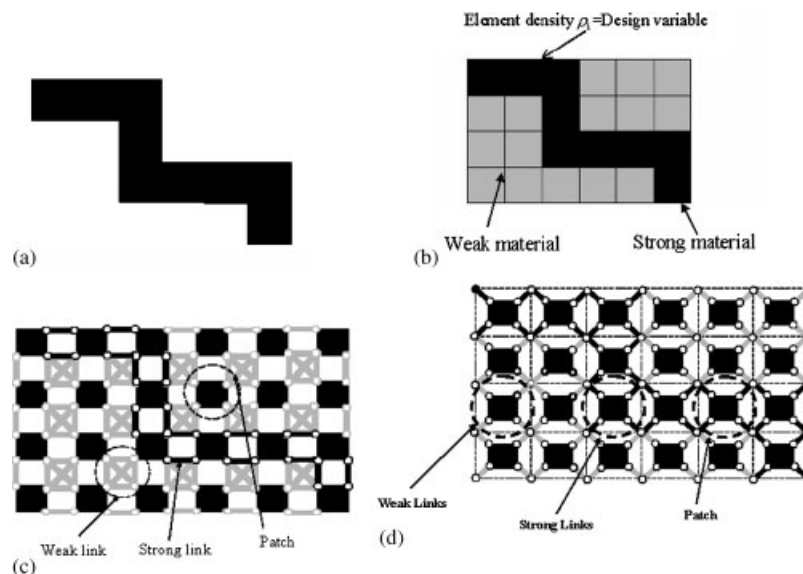 Element density ρᵢ=Design variable
(a)
Weak material
Strong material
(b)
Weak link
Strong link
Patch
(c)
Weak Links
Strong Links
Patch
(d)